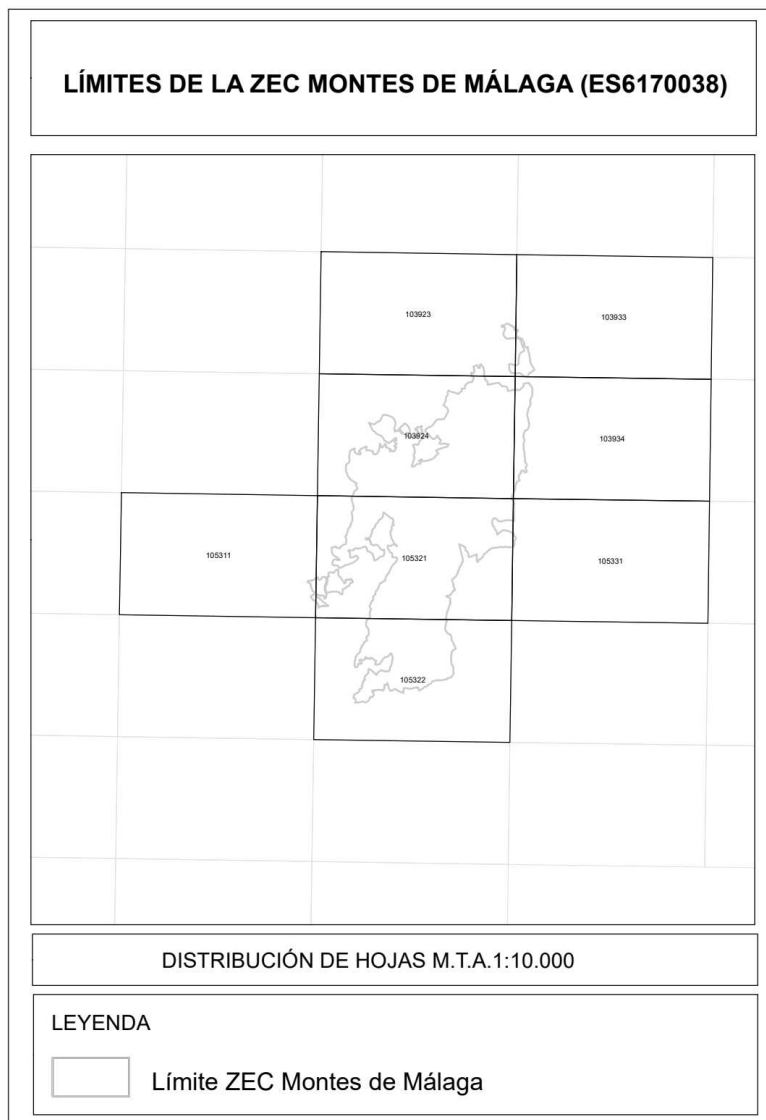 LÍMITES DE LA ZEC MONTES DE MÁLAGA (ES6170038)
103923
103933
103924
103934
105311
105321
105331
105322
DISTRIBUCIÓN DE HOJAS M.T.A.1:10.000
LEYENDA
Límite ZEC Montes de Málaga